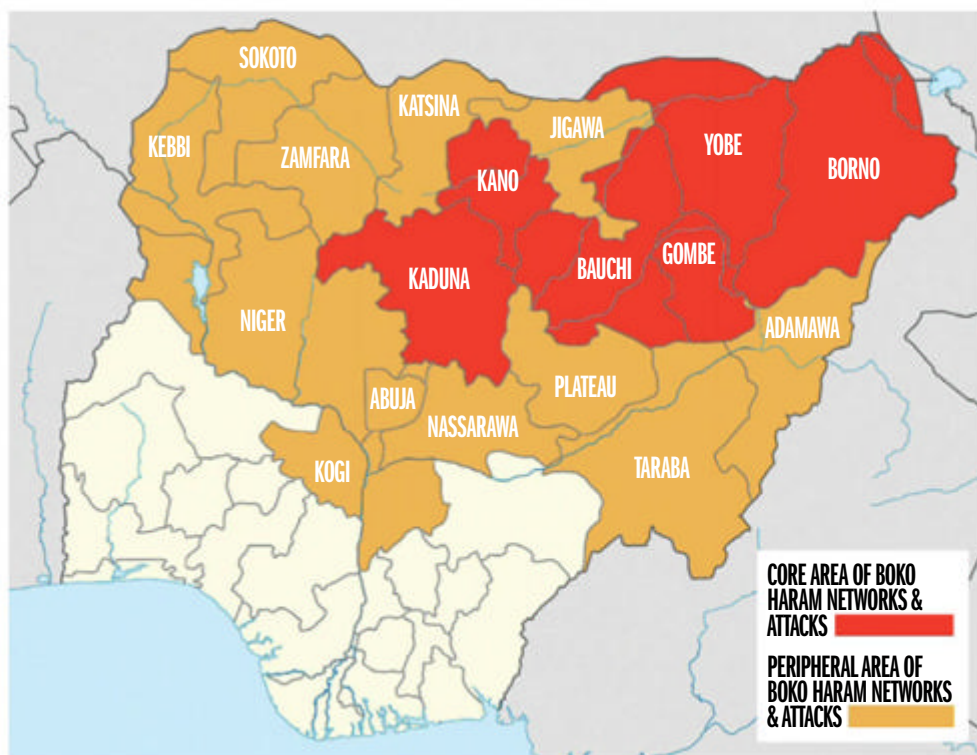 SOKOTO
KATSINA
JIGAWA
KEBBI
ZAMFARA
YOBE
BORNO
KANO
KADUNA
BAUCHI
GOMBE
NIGER
ADAMAWA
ABUJA
PLATEAU
NASSARAWA
KOGI
TARABA
CORE AREA OF BOKO
HARAM NETWORKS &
ATTACKS
PERIPHERAL AREA OF
BOKO HARAM NETWORKS
& ATTACKS